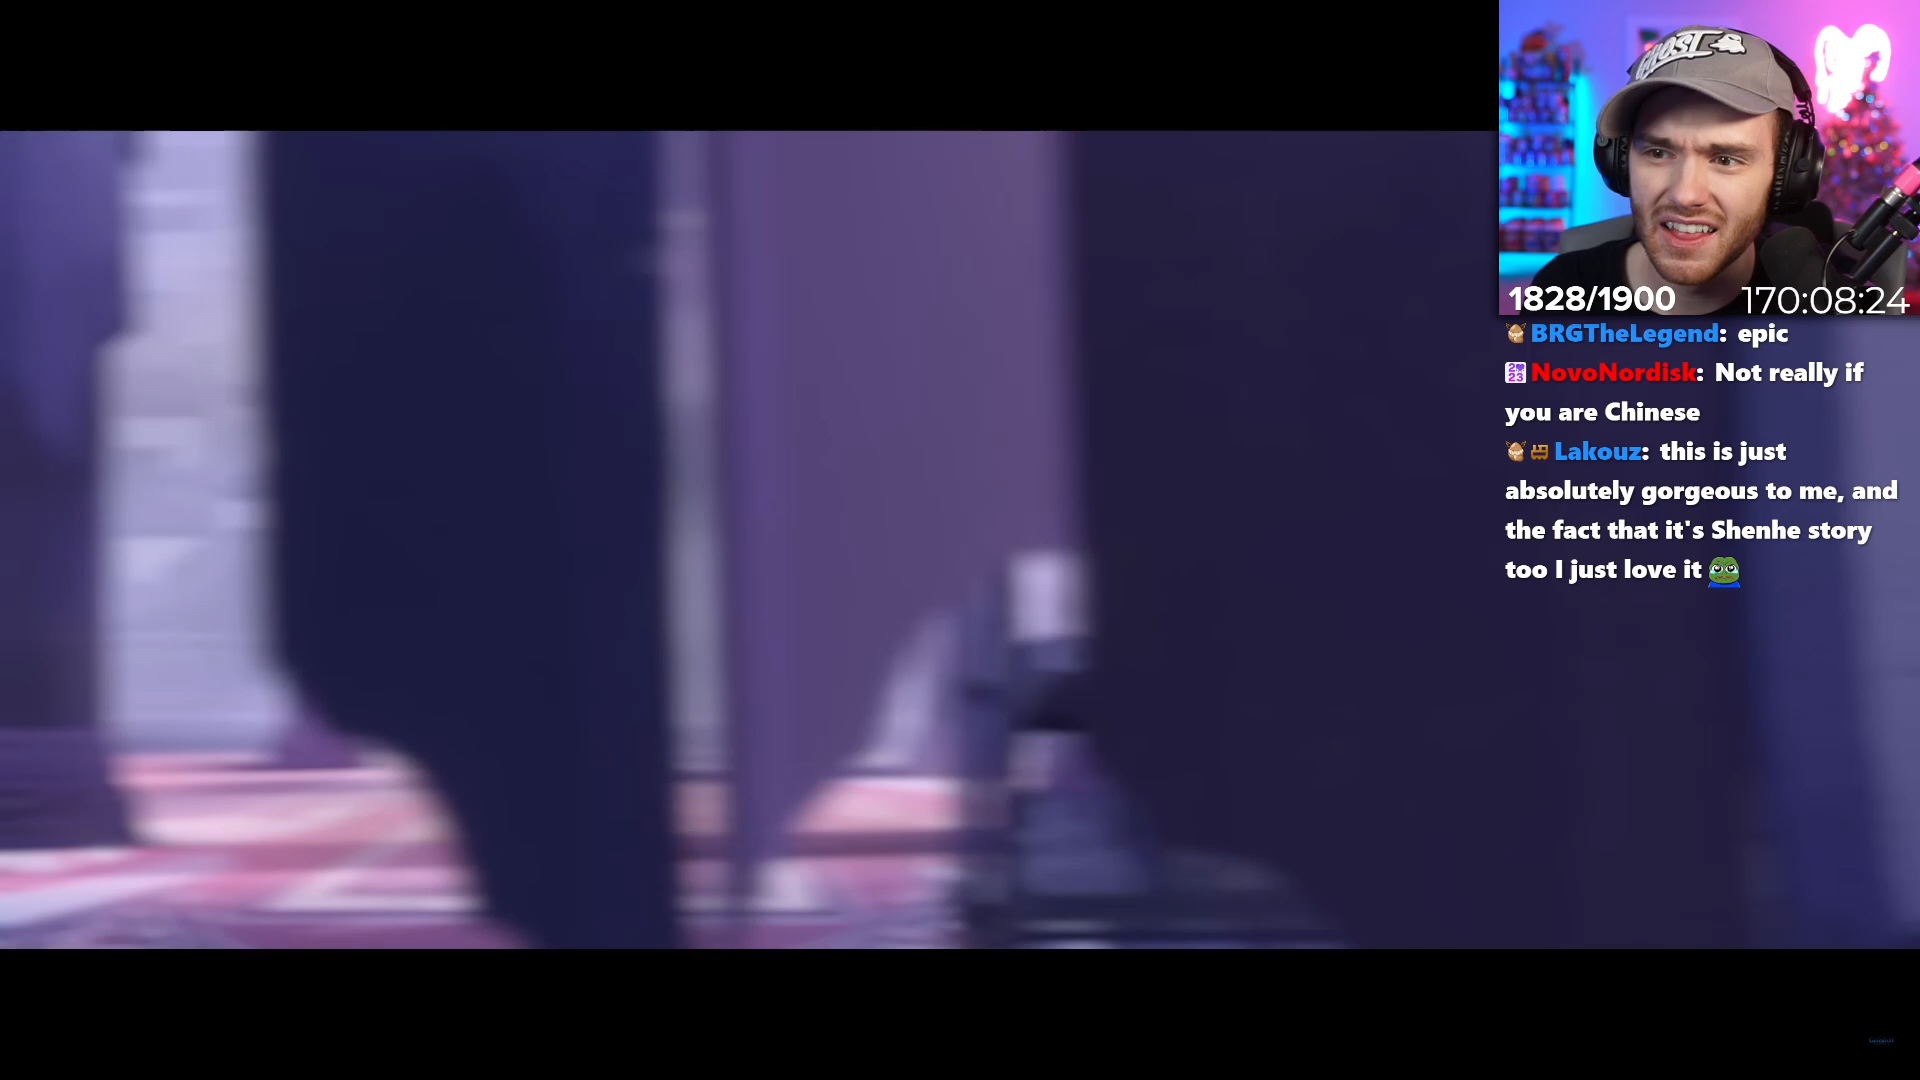 GHOST
1828/1900
170:08:24
BRGTheLegend: epic
NovoNordisk: Not really if
you are Chinese
Lakouz: this is just
absolutely gorgeous to me, and
the fact that it's Shenhe story
too I just love it